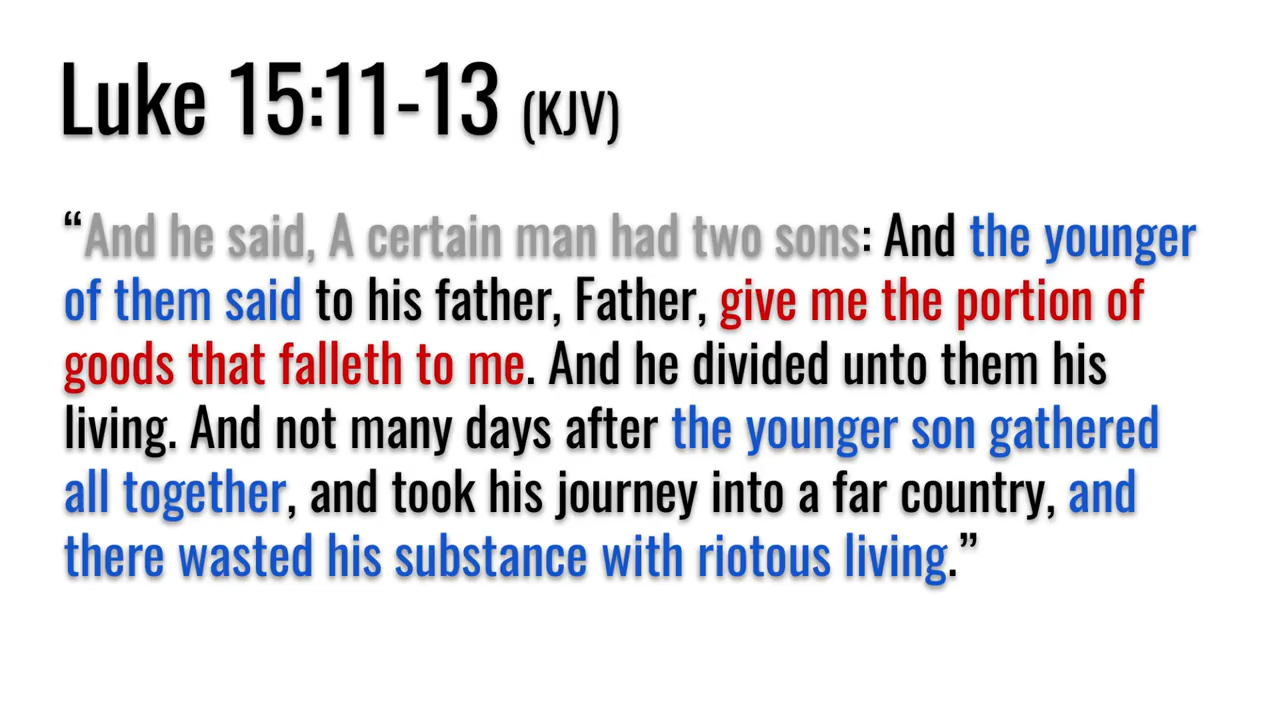 Luke 15:11-13 (KJV)
“And he said, A certain man had two sons: And the younger
of them said to his father, Father, give me the portion of
goods that falleth to me. And he divided unto them his
living. And not many days after the younger son gathered
all together, and took his journey into a far country, and
there wasted his substance with riotous living.”